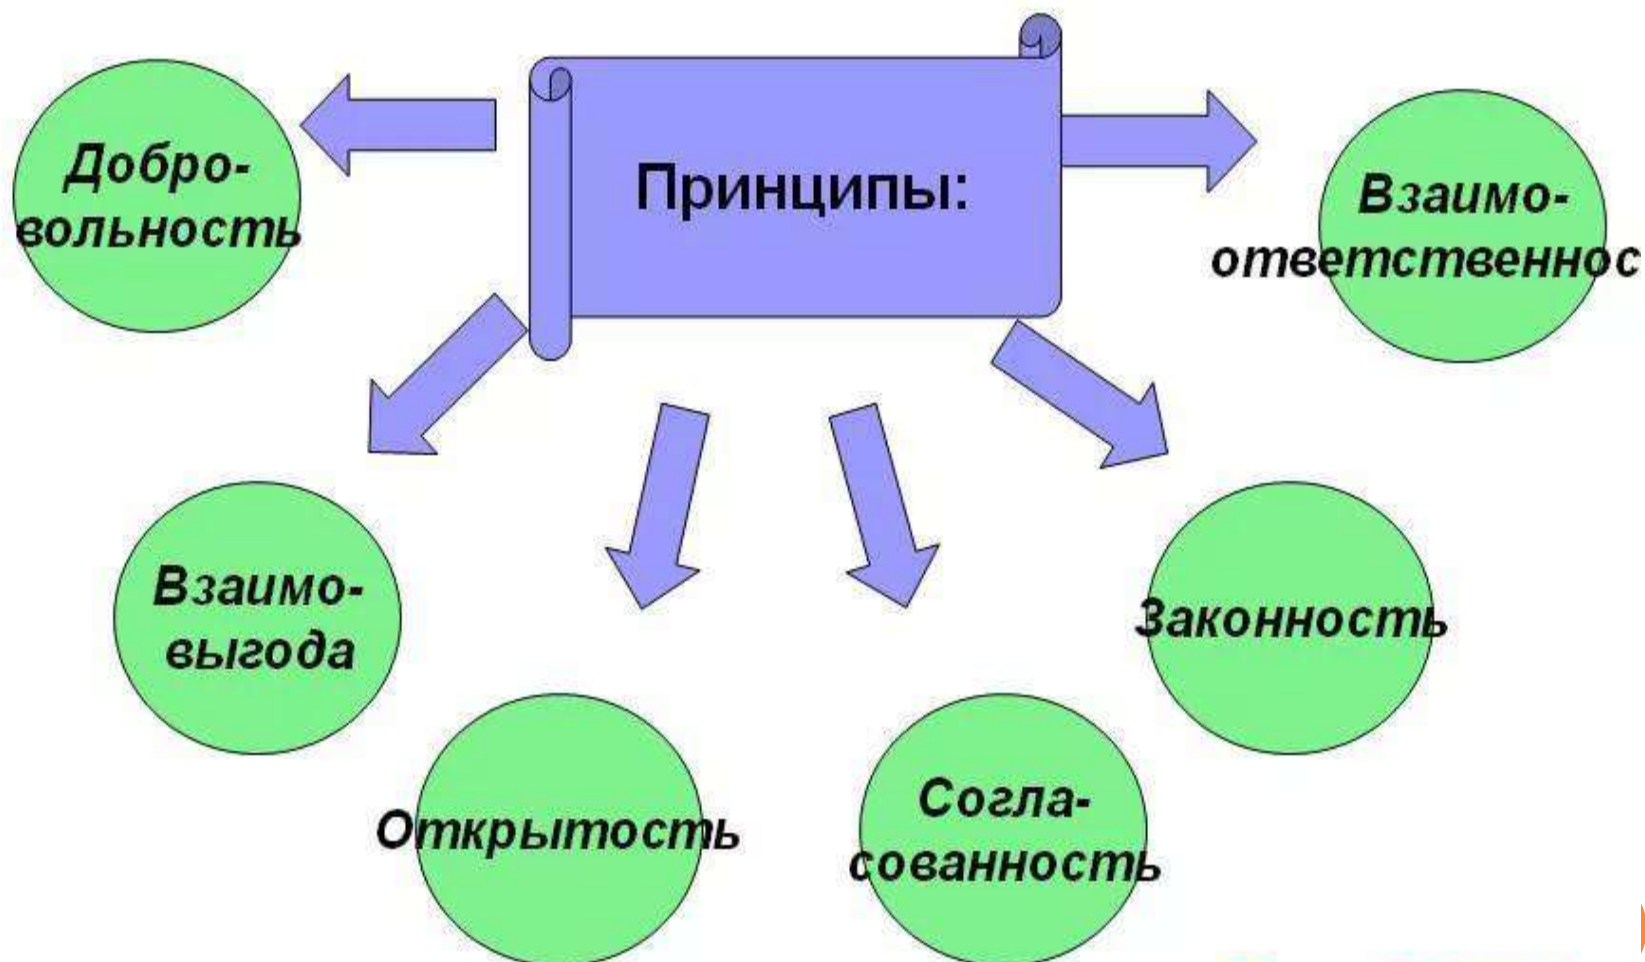 Принципы:
Добро-
вольность
Взаимо-
ответственнос
Взаимо-
выгода
Законность
Открытость
Согла-
сованность